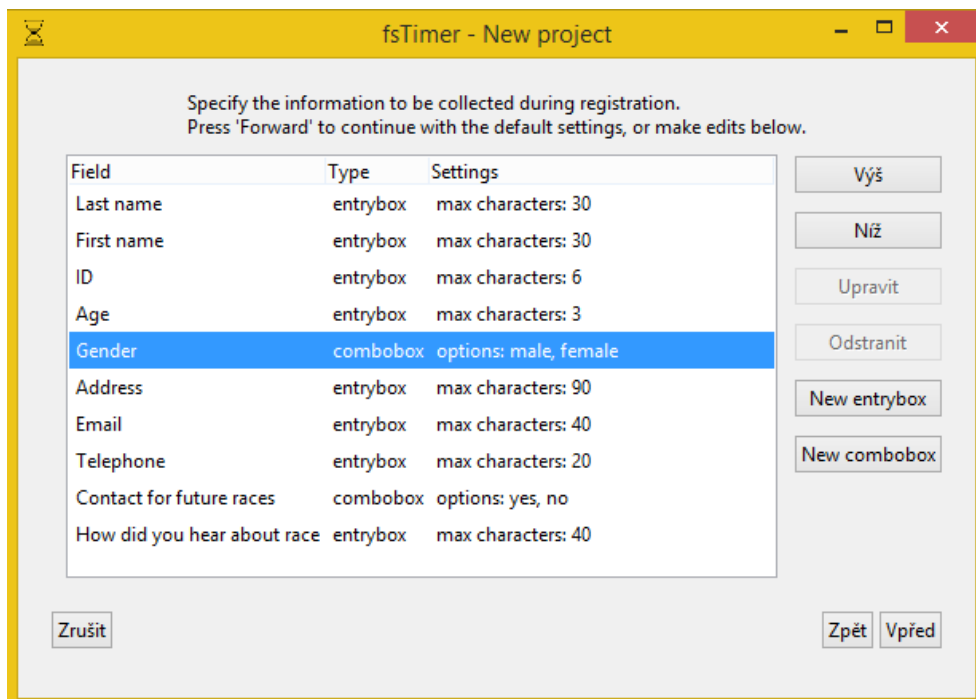 fsTimer - New project
Specify the information to be collected during registration.
Press 'Forward' to continue with the default settings, or make edits below.
Field Type Settings
Last name entrybox max characters: 30
First name entrybox max characters: 30
ID entrybox max characters: 6
Age entrybox max characters: 3
Gender combobox options: male, female
Address entrybox max characters: 90
Email entrybox max characters: 40
Telephone entrybox max characters: 20
Contact for future races combobox options: yes, no
How did you hear about race entrybox max characters: 40
Výš
Níž
Upravit
Odstranit
New entrybox
New combobox
Zrušit
Zpět Vpřed